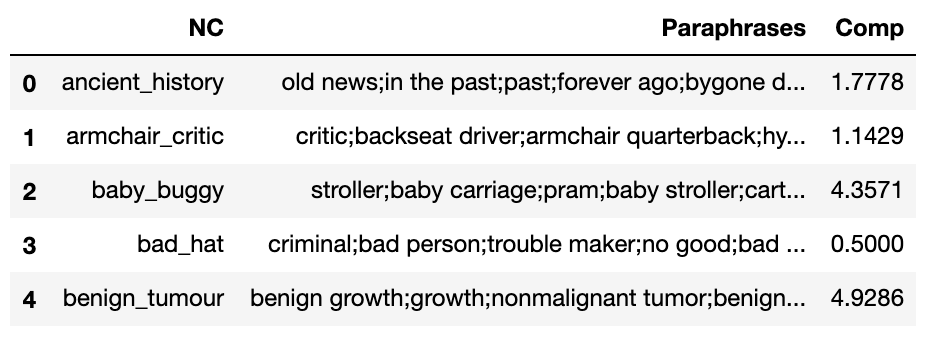 NC Paraphrases Comp
0 ancient_history old news;in the past;past;forever ago;bygone d... 1.7778
1 armchair_critic critic;backseat driver;armchair quarterback;hy... 1.1429
2 baby_buggy stroller;baby carriage;pram;baby stroller;cart... 4.3571
3 bad_hat criminal;bad person;trouble maker;no good;bad ... 0.5000
4 benign_tumour benign growth;growth;nonmalignant tumor;benign... 4.9286